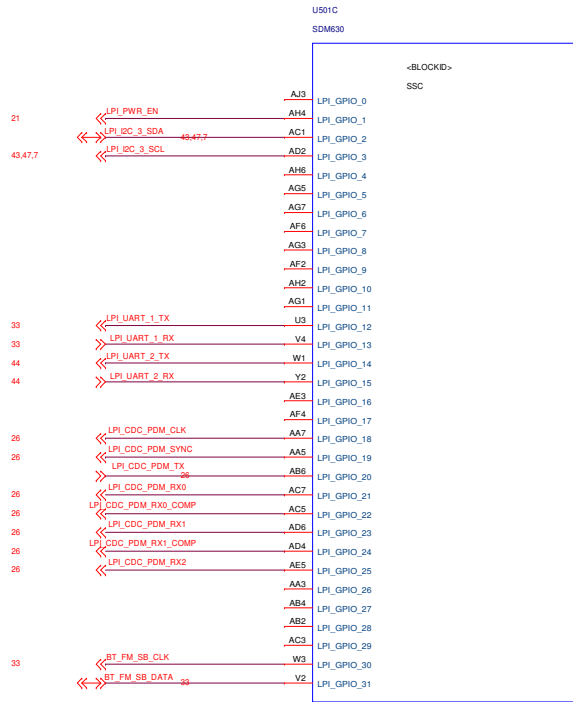 U501C
SDM630
<BLOCKID>
SSC
AJ3 LPI_GPIO_0
21 LPI_PWR_EN AH4 LPI_GPIO_1
LPI_I2C_3_SDA 43,47,7 AC1 LPI_GPIO_2
43,47,7 LPI_I2C_3_SCL AD2 LPI_GPIO_3
AH6 LPI_GPIO_4
AG5 LPI_GPIO_5
AG7 LPI_GPIO_6
AF6 LPI_GPIO_7
AG3 LPI_GPIO_8
AF2 LPI_GPIO_9
AH2 LPI_GPIO_10
AG1 LPI_GPIO_11
33 LPI_UART_1_TX U3 LPI_GPIO_12
33 LPI_UART_1_RX V4 LPI_GPIO_13
44 LPI_UART_2_TX W1 LPI_GPIO_14
44 LPI_UART_2_RX Y2 LPI_GPIO_15
AE3 LPI_GPIO_16
AF4 LPI_GPIO_17
26 LPI_CDC_PDM_CLK AA7 LPI_GPIO_18
26 LPI_CDC_PDM_SYNC AA5 LPI_GPIO_19
LPI_CDC_PDM_TX 26 AB6 LPI_GPIO_20
26 LPI_CDC_PDM_RX0 AC7 LPI_GPIO_21
26 LPI_CDC_PDM_RX0_COMP AC5 LPI_GPIO_22
26 LPI_CDC_PDM_RX1 AD6 LPI_GPIO_23
26 LPI_CDC_PDM_RX1_COMP AD4 LPI_GPIO_24
26 LPI_CDC_PDM_RX2 AE5 LPI_GPIO_25
AA3 LPI_GPIO_26
AB4 LPI_GPIO_27
AB2 LPI_GPIO_28
AC3 LPI_GPIO_29
33 BT_FM_SB_CLK W3 LPI_GPIO_30
BT_FM_SB_DATA 33 V2 LPI_GPIO_31